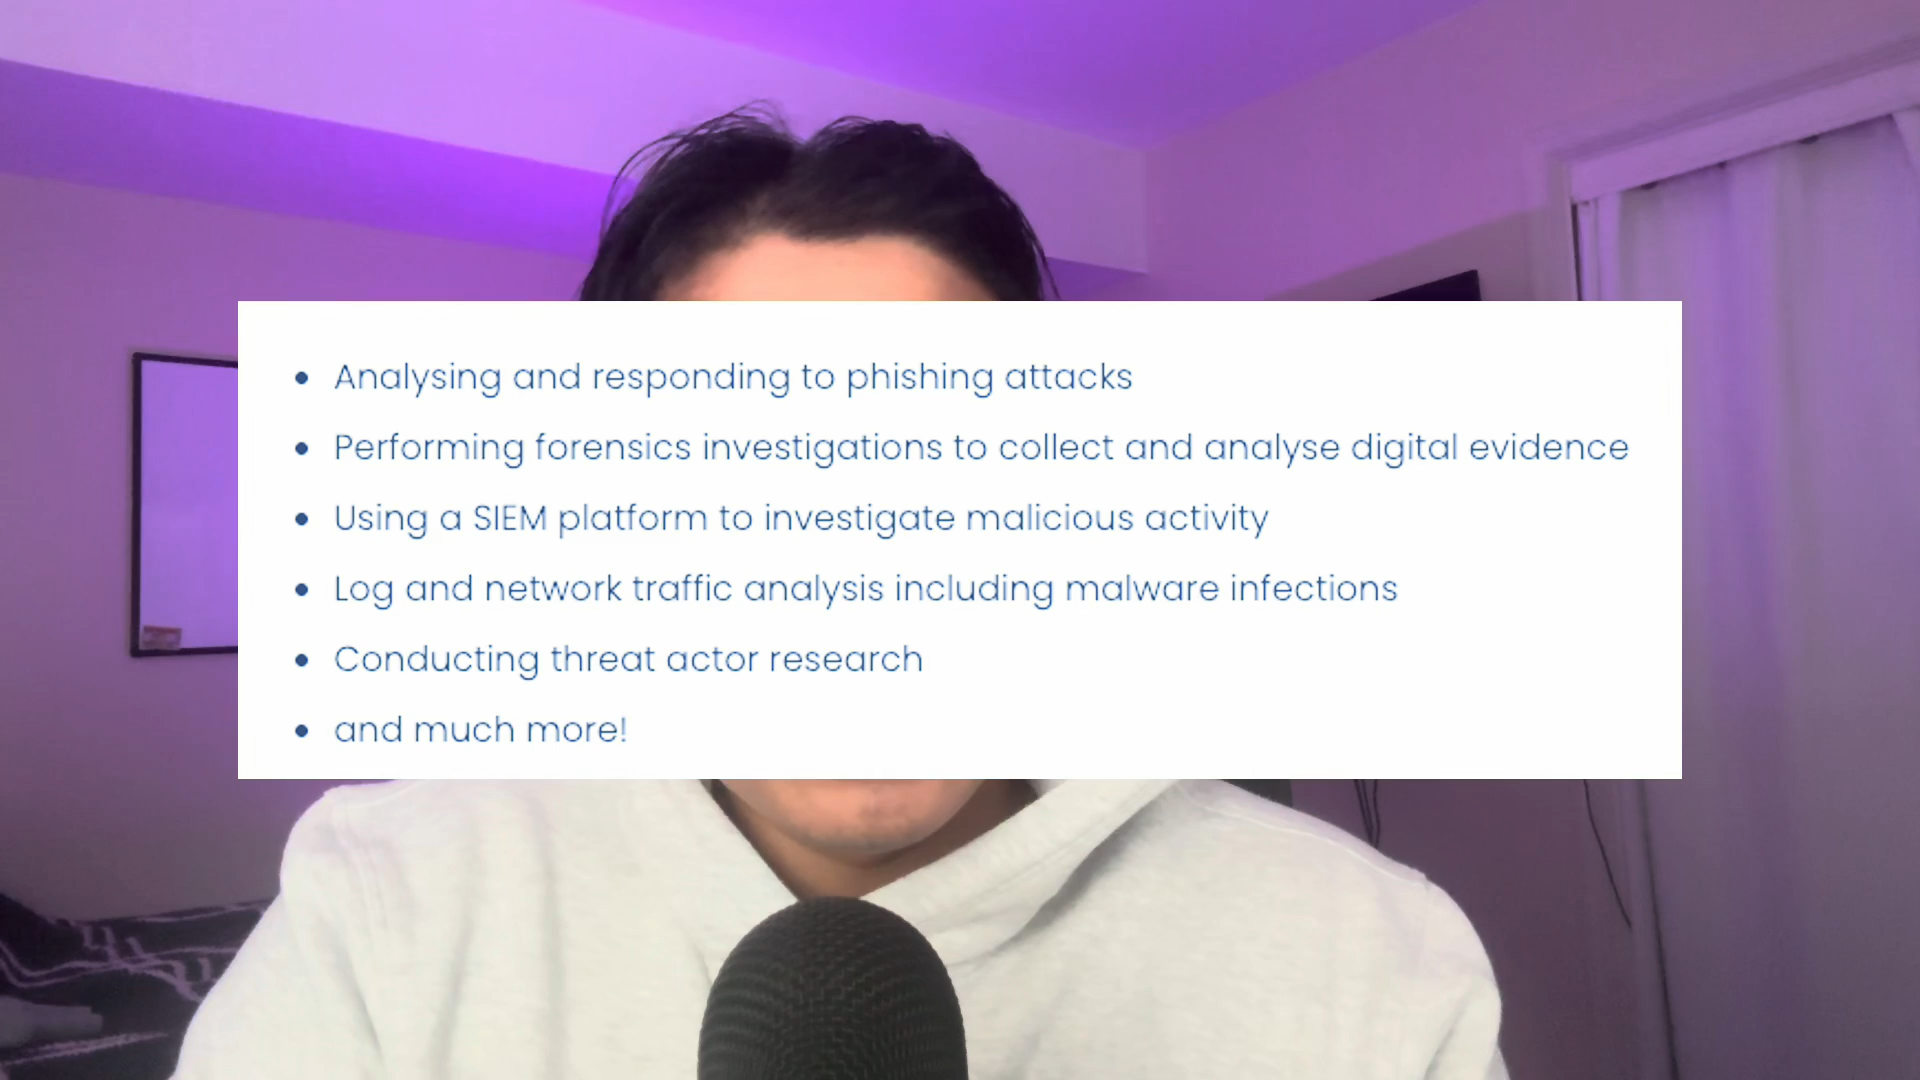 • Analysing and responding to phishing attacks
• Performing forensics investigations to collect and analyse digital evidence
• Using a SIEM platform to investigate malicious activity
• Log and network traffic analysis including malware infections
• Conducting threat actor research
• and much more!